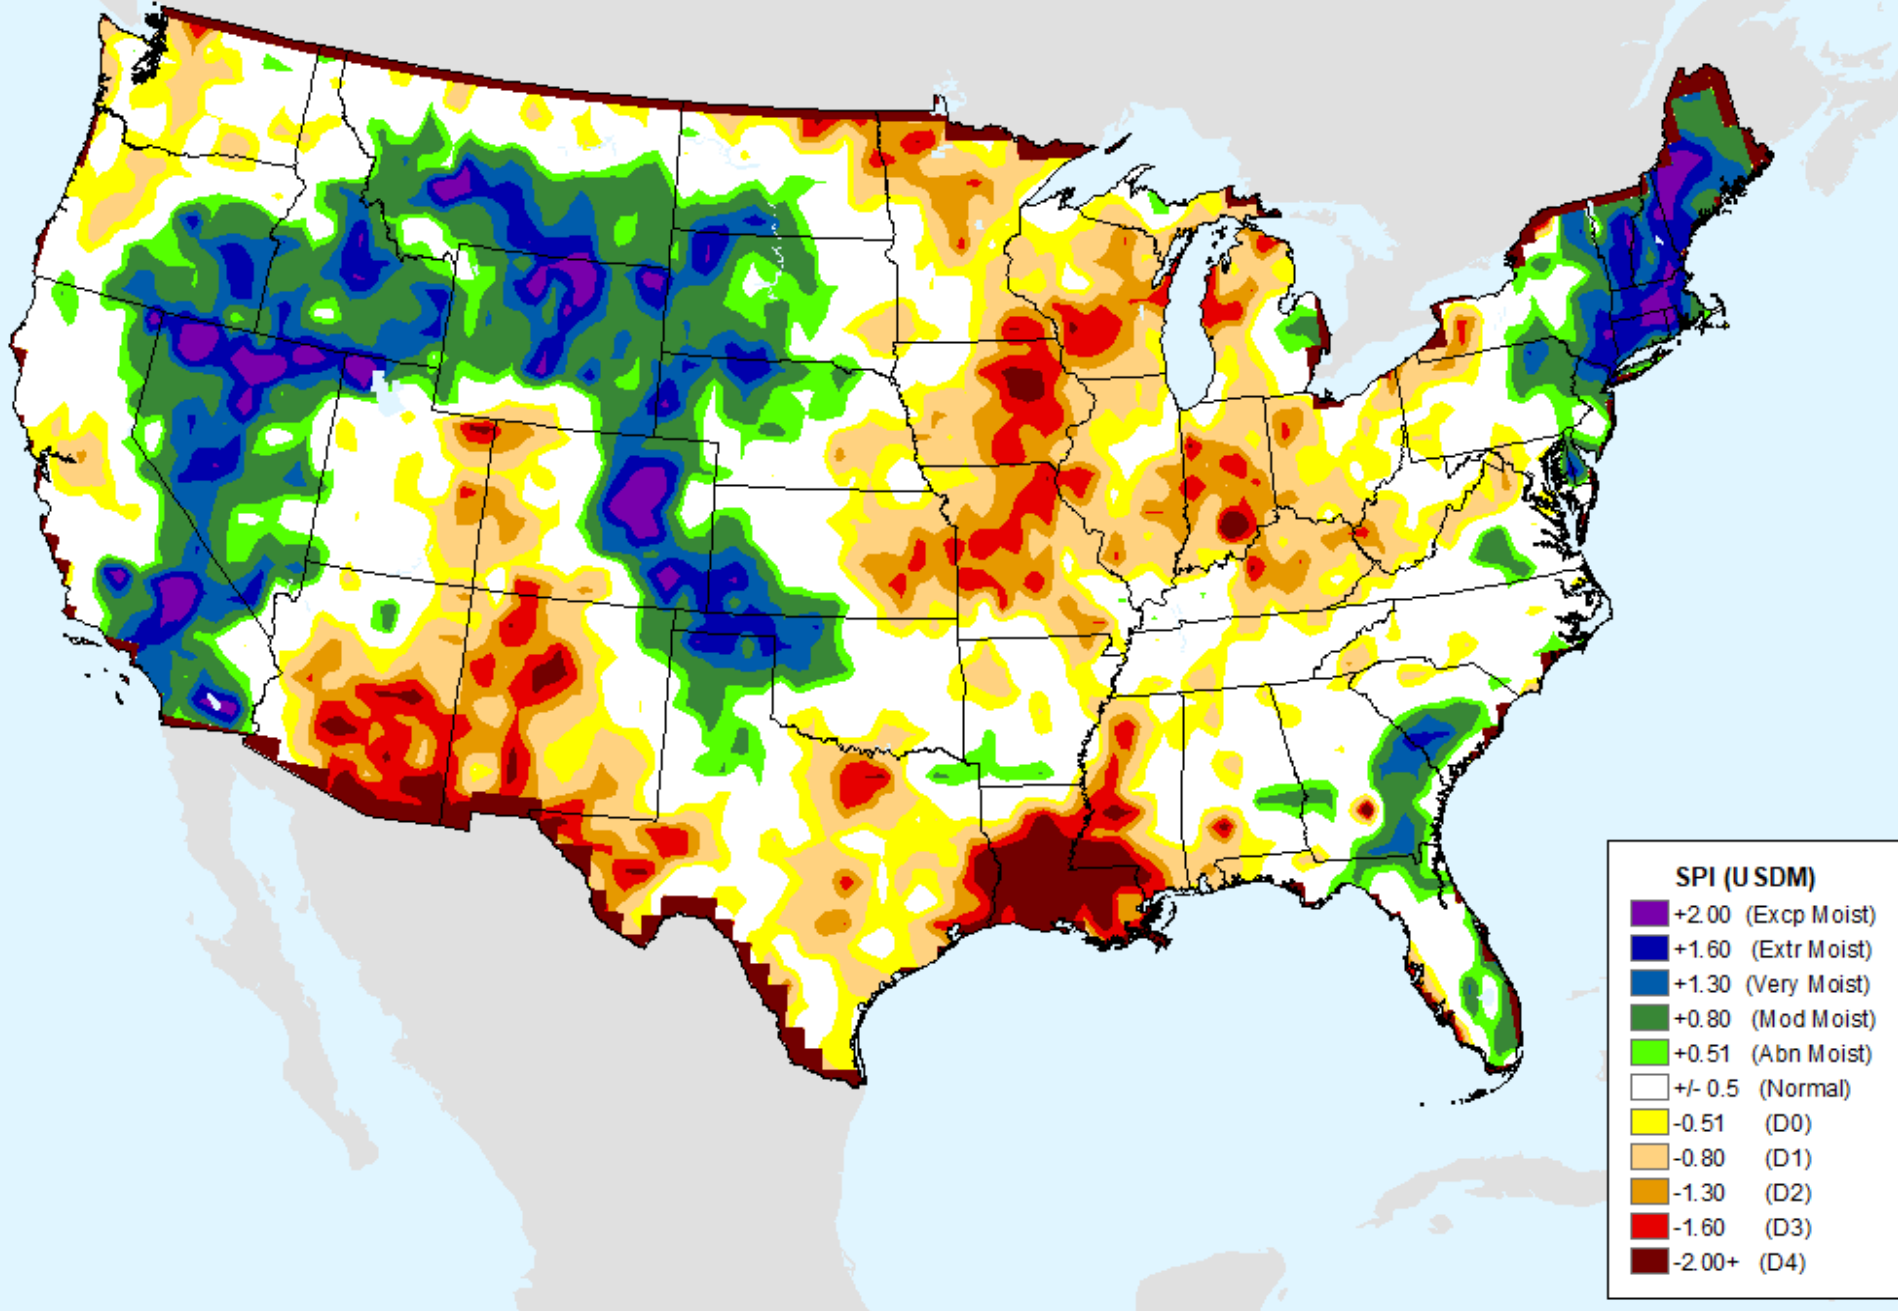 SPI (USDM)
+2.00 (Excp Moist)
+1.60 (Extr Moist)
+1.30 (Very Moist)
+0.80 (Mod Moist)
+0.51 (Abn Moist)
+/- 0.5 (Normal)
-0.51 (D0)
-0.80 (D1)
-1.30 (D2)
-1.60 (D3)
-2.00+ (D4)